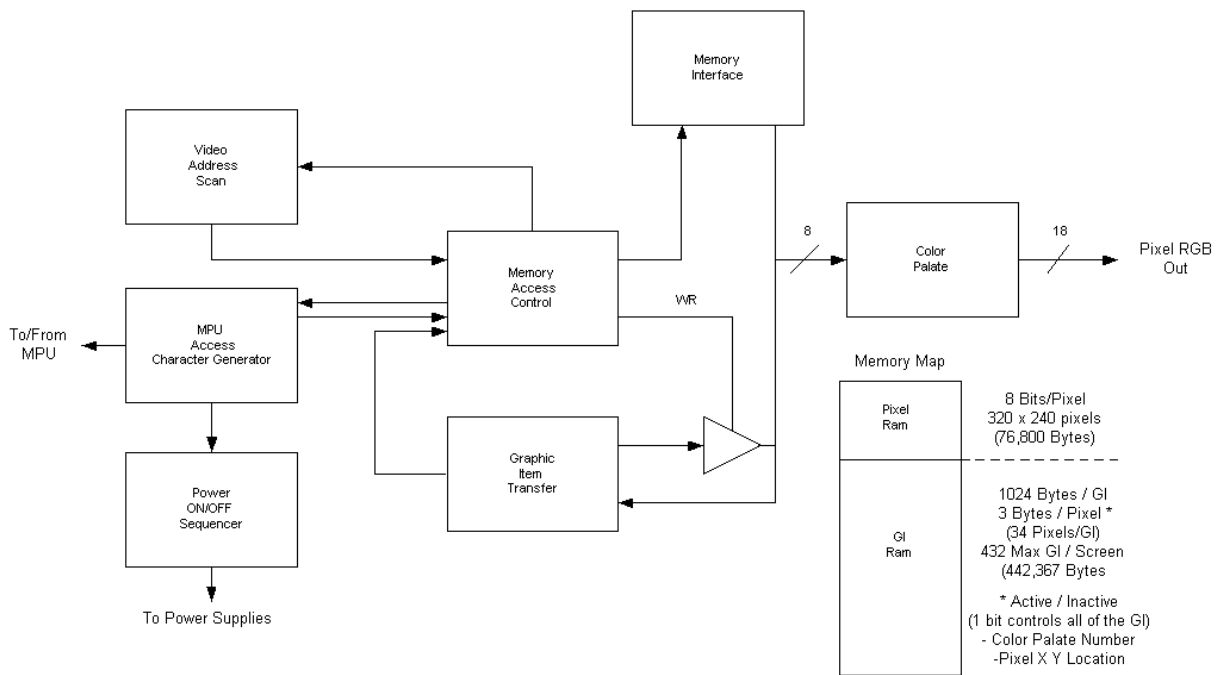 Memory
Interface
Video
Address
Scan
8
Color
Palate
18
Pixel RGB
Out
Memory
Access
Control
WR
To/From
MPU
MPU
Access
Character Generator
Memory Map
Pixel
Ram
8 Bits/Pixel
320 x 240 pixels
(76,800 Bytes)
Graphic
Item
Transfer
Power
ON/OFF
Sequencer
To Power Supplies
GI
Ram
1024 Bytes / GI
3 Bytes / Pixel *
(34 Pixels/GI)
432 Max GI / Screen
(442,367 Bytes
* Active / Inactive
(1 bit controls all of the GI)
- Color Palate Number
-Pixel X Y Location